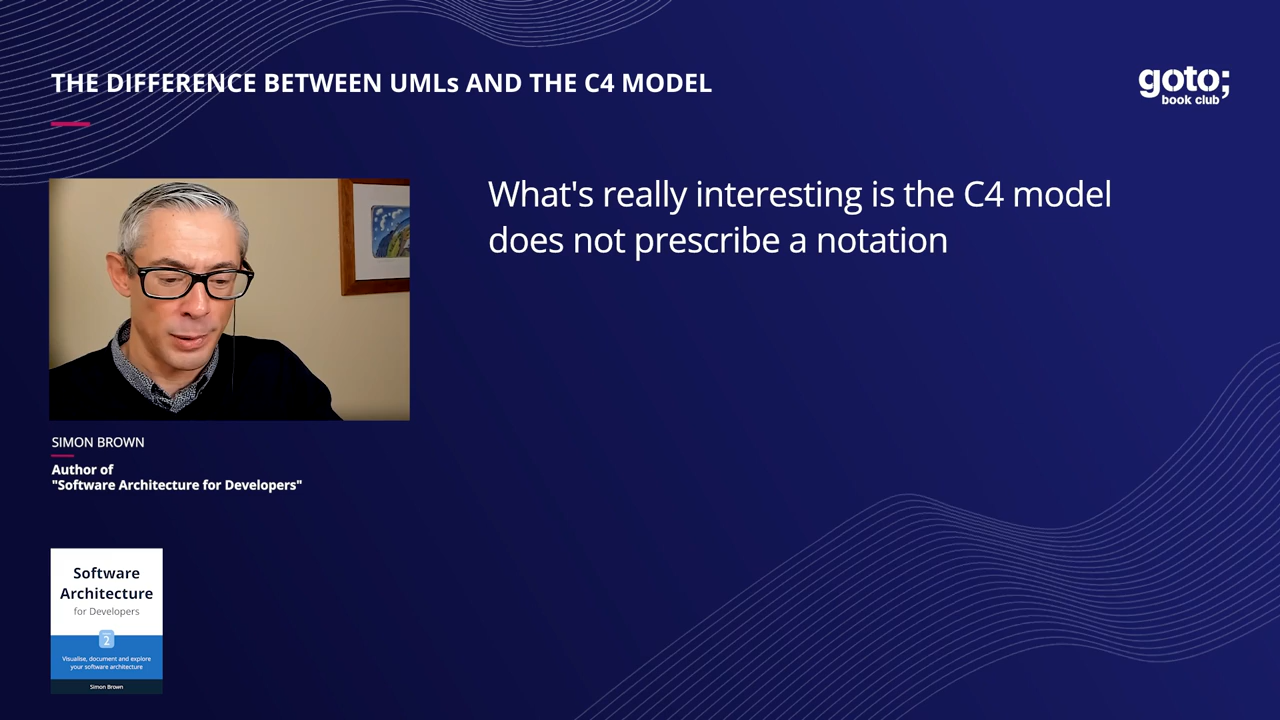 THE DIFFERENCE BETWEEN UMLs AND THE C4 MODEL
goto;
book club
What's really interesting is the C4 model
does not prescribe a notation
SIMON BROWN
Author of
"Software Architecture for Developers"
Software
Architecture
for Developers
2
Visualise, document and explore
your software architecture
Simon Brown